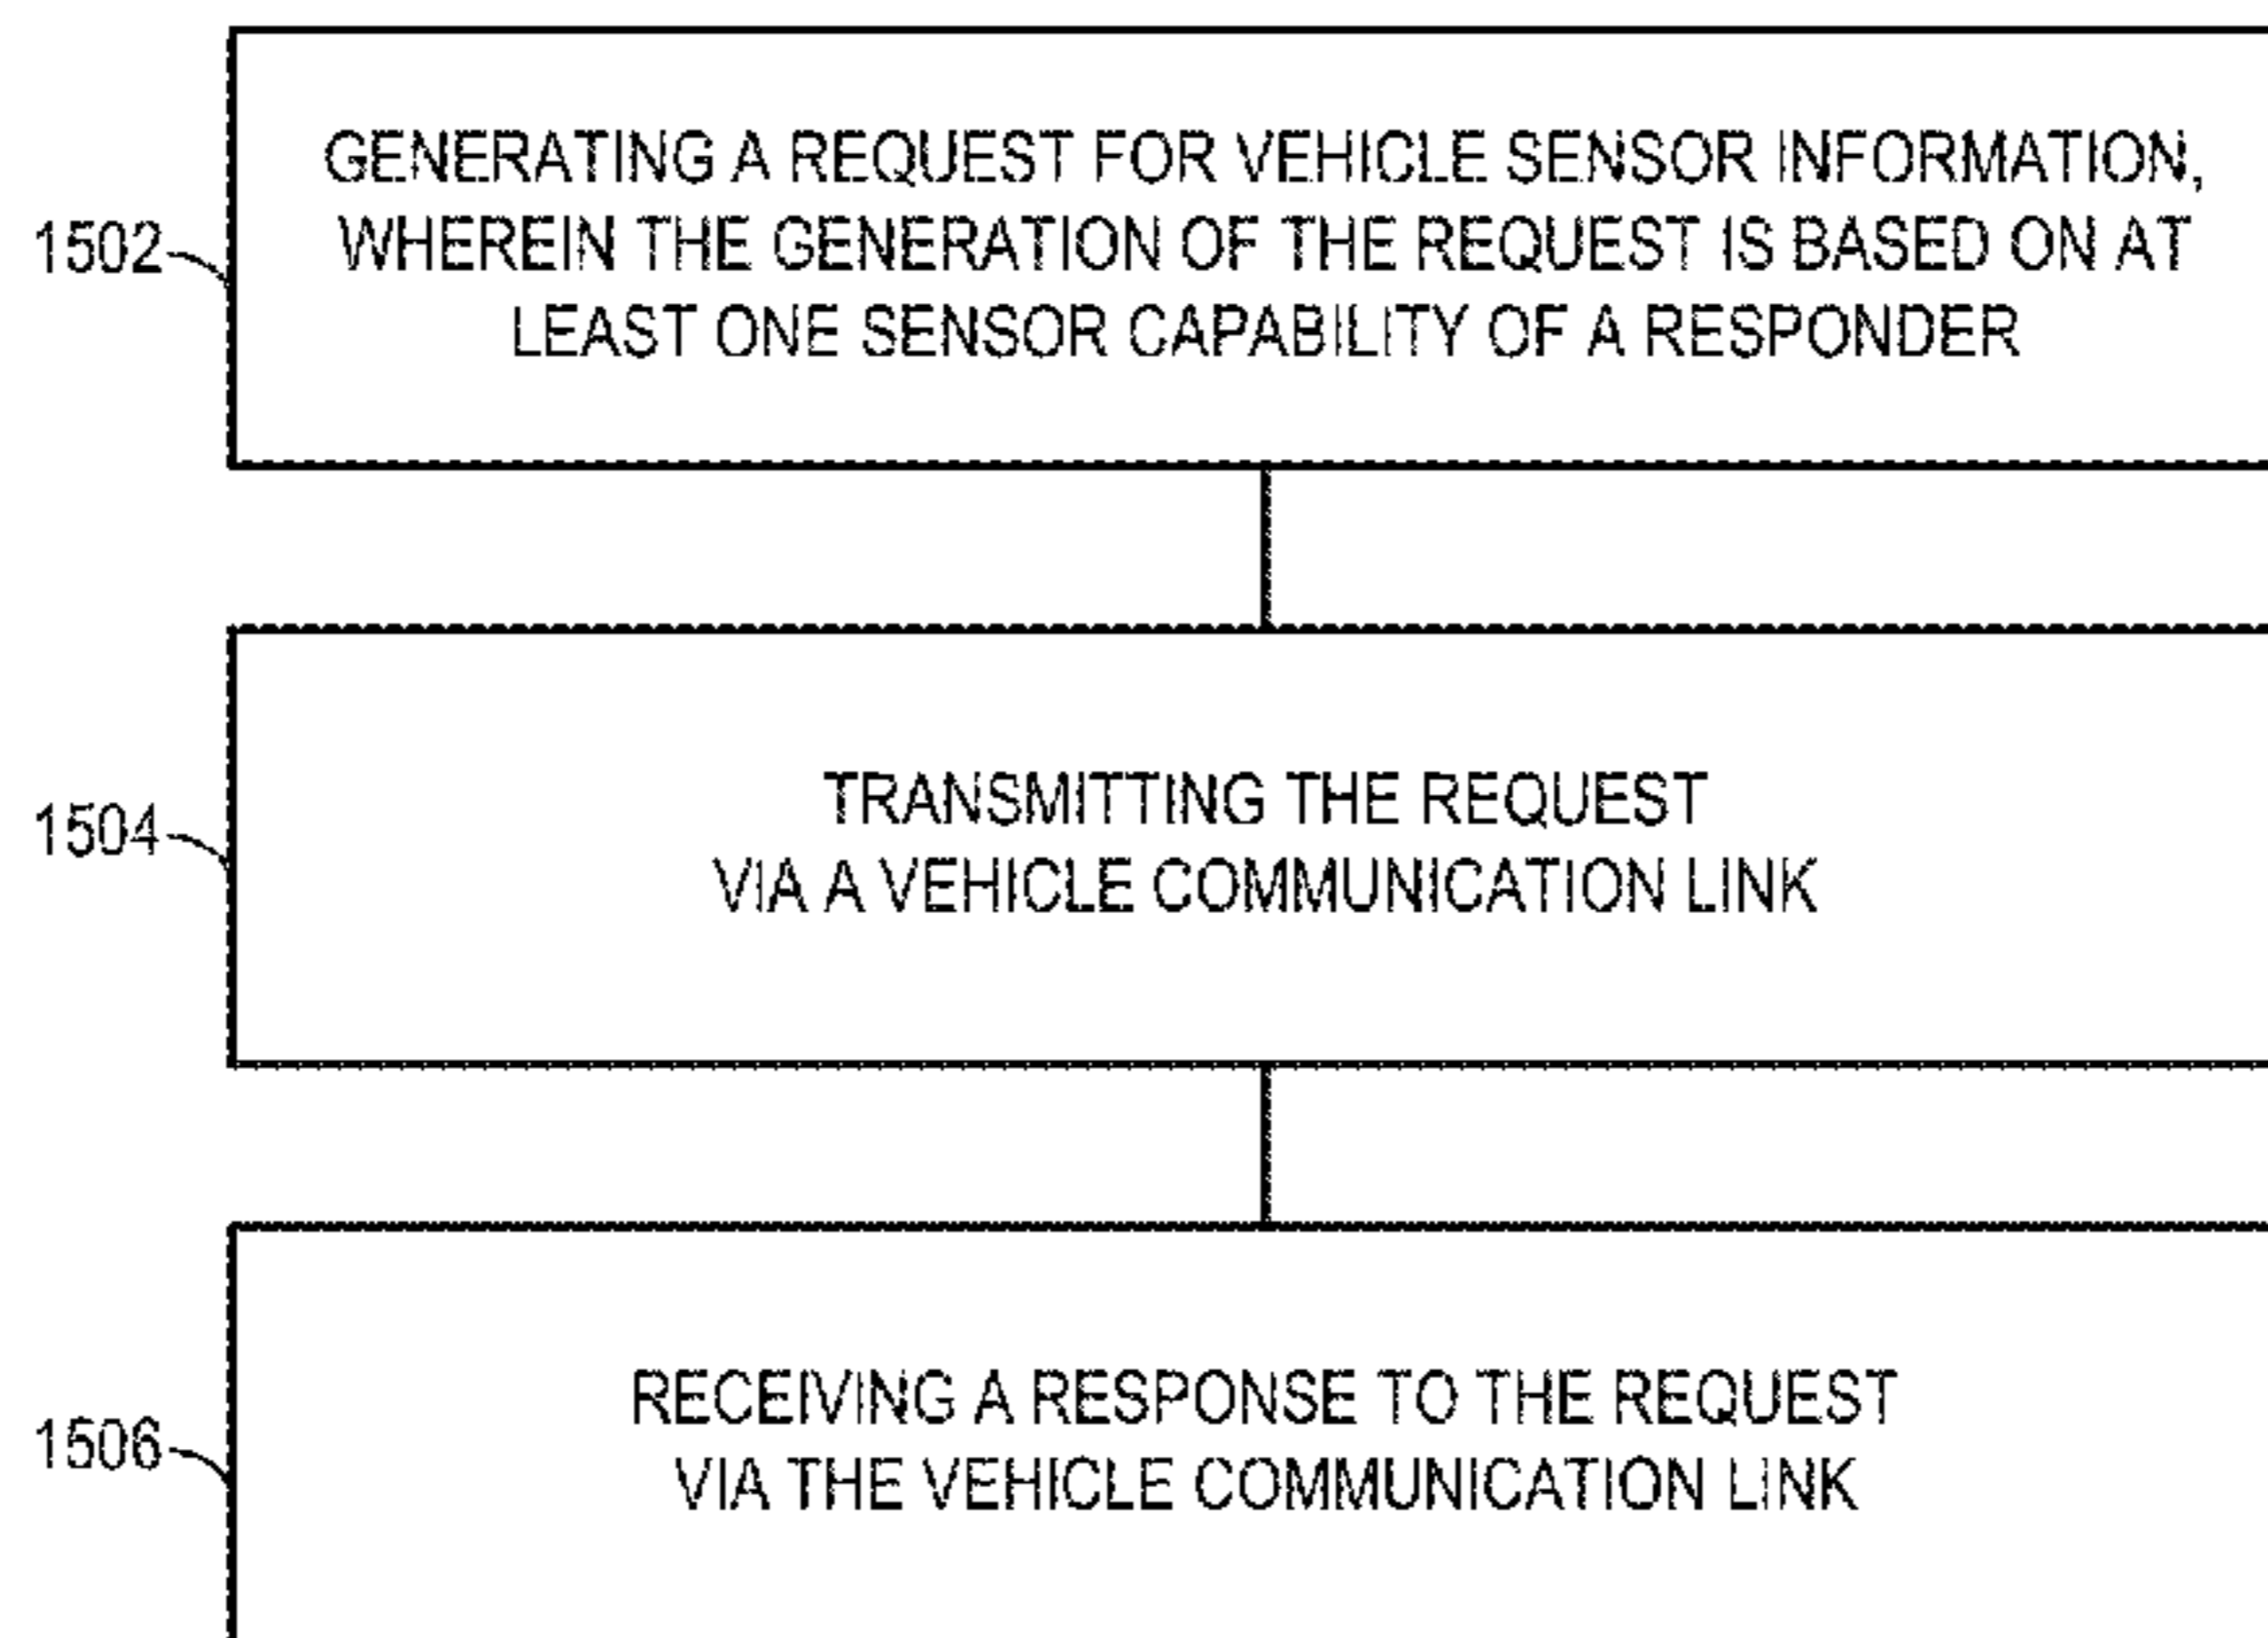 GENERATING A REQUEST FOR VEHICLE SENSOR INFORMATION,
1502
WHEREIN THE GENERATION OF THE REQUEST IS BASED ON AT
LEAST ONE SENSOR CAPABILITY OF A RESPONDER
TRANSMITTING THE REQUEST
1504
VIA A VEHICLE COMMUNICATION LINK
RECEIVING A RESPONSE TO THE REQUEST
1506
VIA THE VEHICLE COMMUNICATION LINK